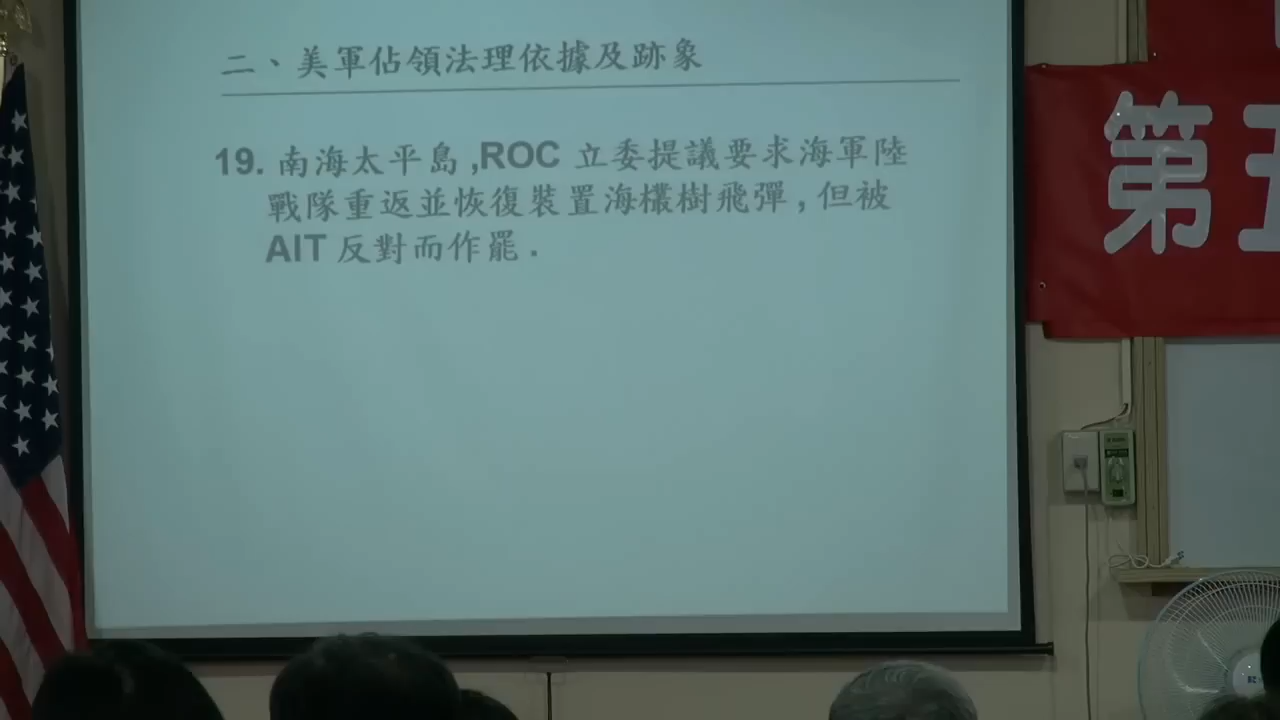 二、美軍佔領法理依據及跡象
19. 南海太平島,ROC 立委提議要求海軍陸
戰隊重返並恢復裝置海欉樹飛彈,但被
AIT 反對而作罷.
第五